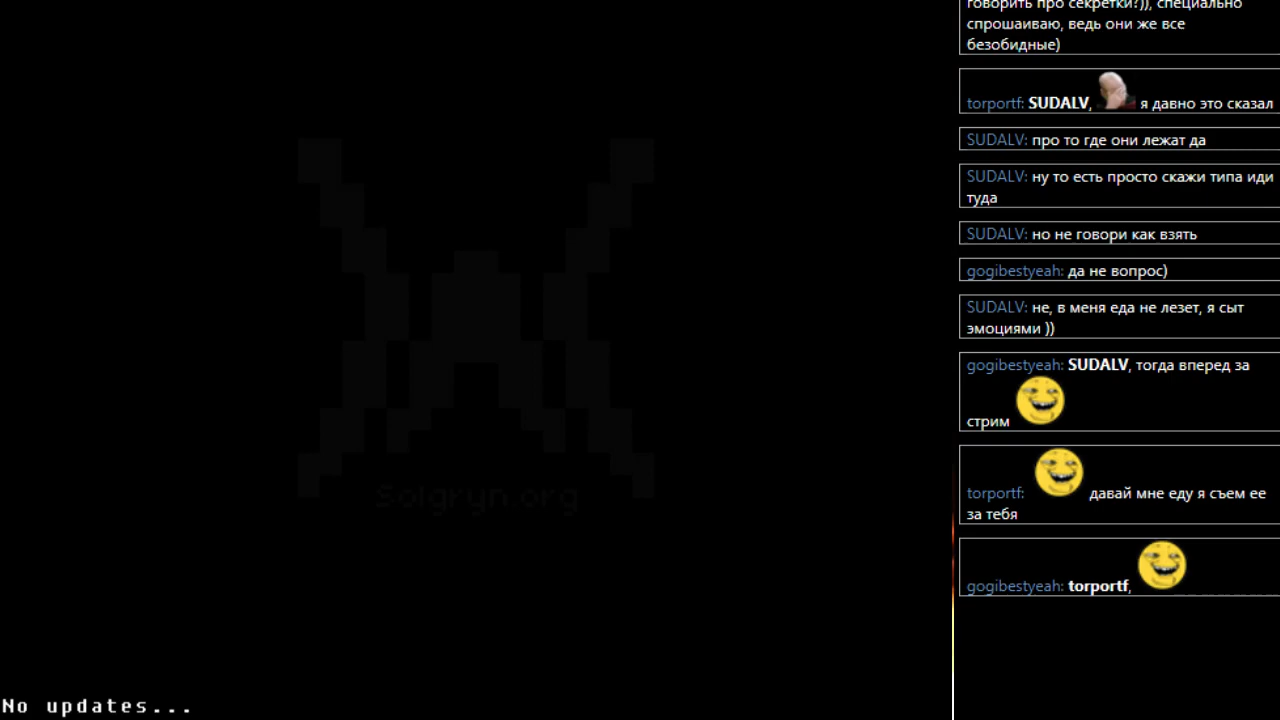 Solgryn.org
No updates...
говорить про секретки?)), специально
спрошаиваю, ведь они же все
безобидные)
torportf: SUDALV, я давно это сказал
SUDALV: про то где они лежат да
SUDALV: ну то есть просто скажи типа иди
туда
SUDALV: но не говори как взять
gogibestyeah: да не вопрос)
SUDALV: не, в меня еда не лезет, я сыт
эмоциями ))
gogibestyeah: SUDALV, тогда вперед за
стрим
torportf: давай мне еду я съем ее
за тебя
gogibestyeah: torportf,